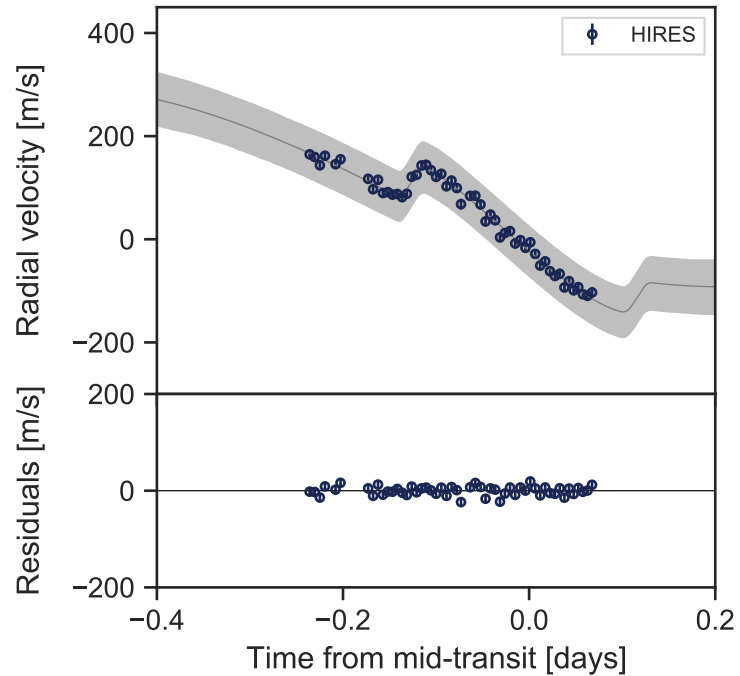 HIRES
Radial velocity [m/s]
400
200
0
−200
Residuals [m/s]
200
0
−200
−0.4
−0.2
0.0
0.2
Time from mid-transit [days]